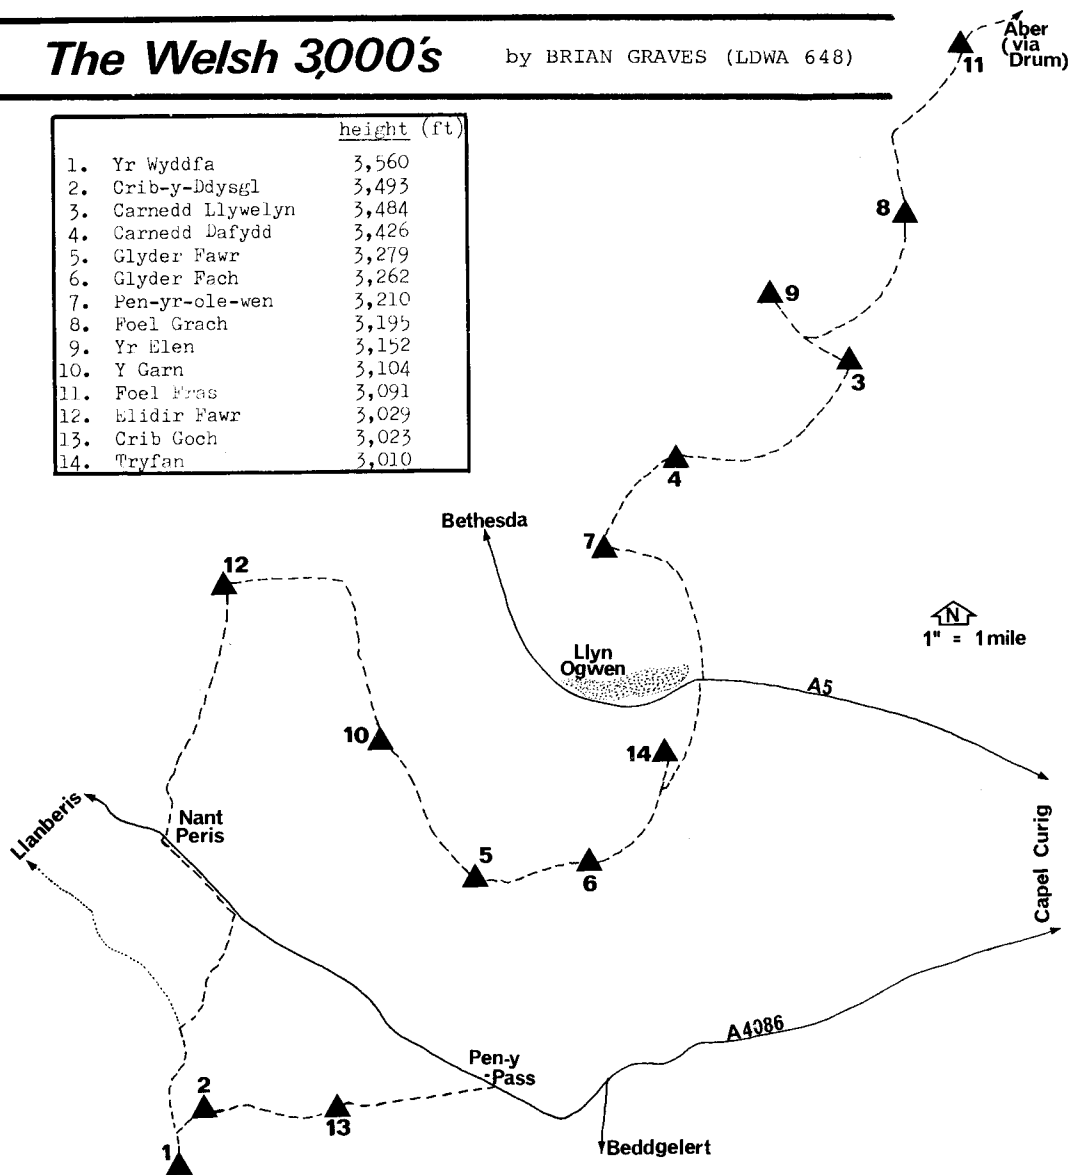 The Welsh 3,000's
by BRIAN GRAVES (LDWA 648)
height (ft)
1. Yr Wyddfa 3,560
2. Crib-y-Ddysgl 3,493
3. Carnedd Llywelyn 3,484
4. Carnedd Dafydd 3,426
5. Glyder Fawr 3,279
6. Glyder Fach 3,262
7. Pen-yr-ole-wen 3,210
8. Foel Grach 3,195
9. Yr Elen 3,152
10. Y Garn 3,104
11. Foel Fras 3,091
12. Elidir Fawr 3,029
13. Crib Goch 3,023
14. Tryfan 3,010
Aber
(via
Drum)
11
8
9
3
4
Bethesda
7
12
N
1" = 1mile
Llyn
Ogwen
A5
10
14
Llanberis
Nant
Peris
5
6
Capel Curig
A4086
Pen-y
-Pass
2
13
1
Beddgelert